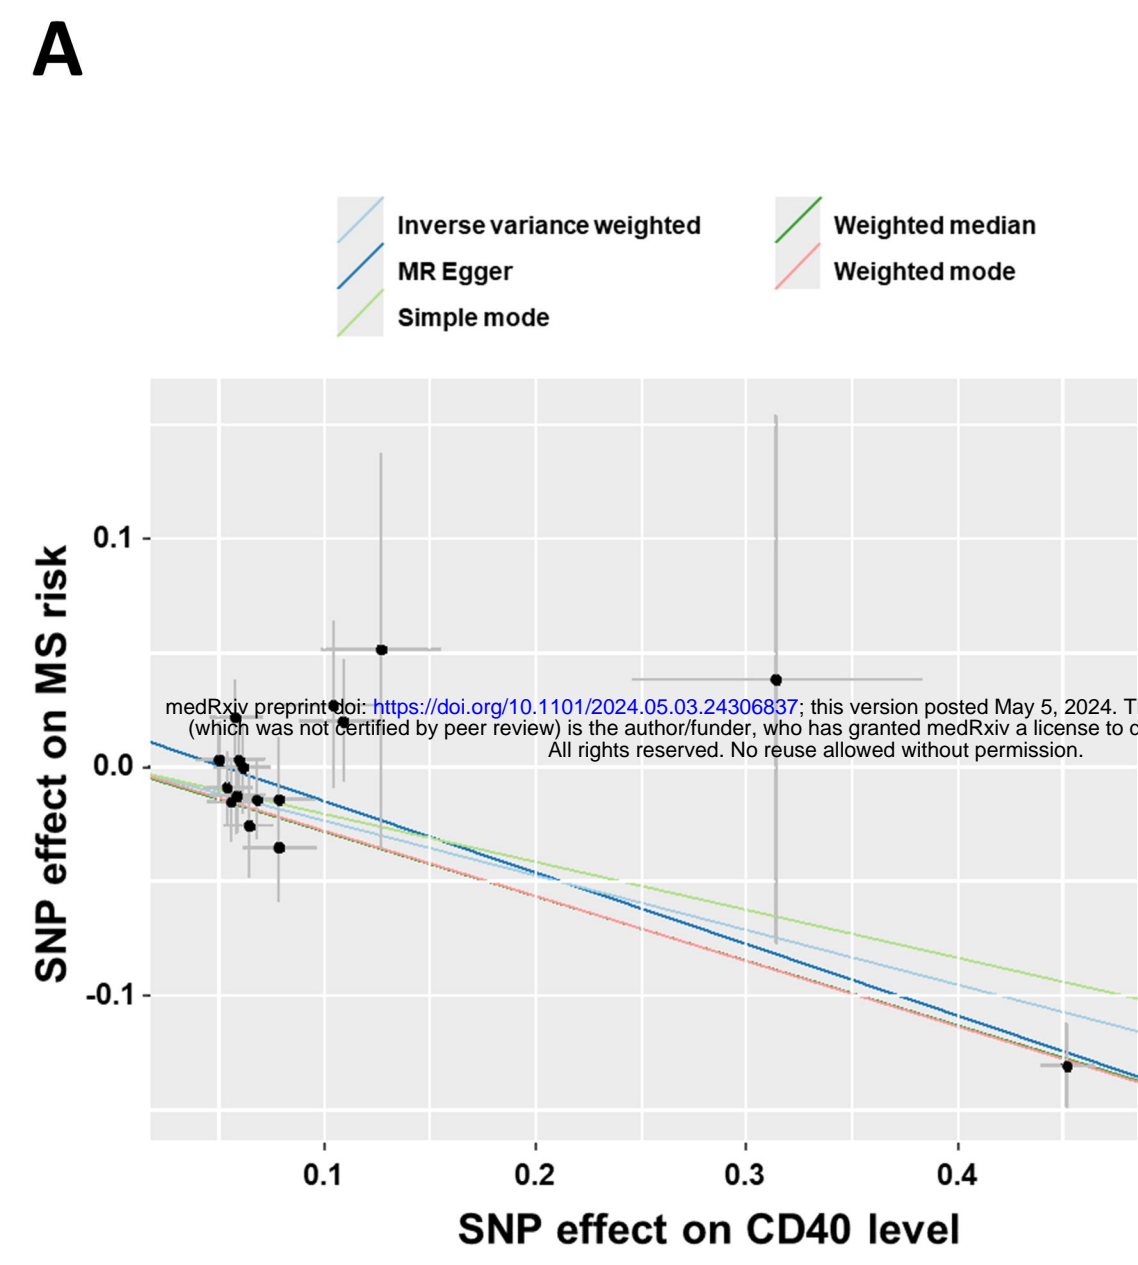 A
Inverse variance weighted
MR Egger
Simple mode
Weighted median
Weighted mode
SNP effect on MS risk
0.1
0.0
-0.1
medRxiv preprint doi: https://doi.org/10.1101/2024.05.03.24306837; this version posted May 5, 2024. T
(which was not certified by peer review) is the author/funder, who has granted medRxiv a license to
All rights reserved. No reuse allowed without permission.
0.1
0.2
0.3
0.4
SNP effect on CD40 level